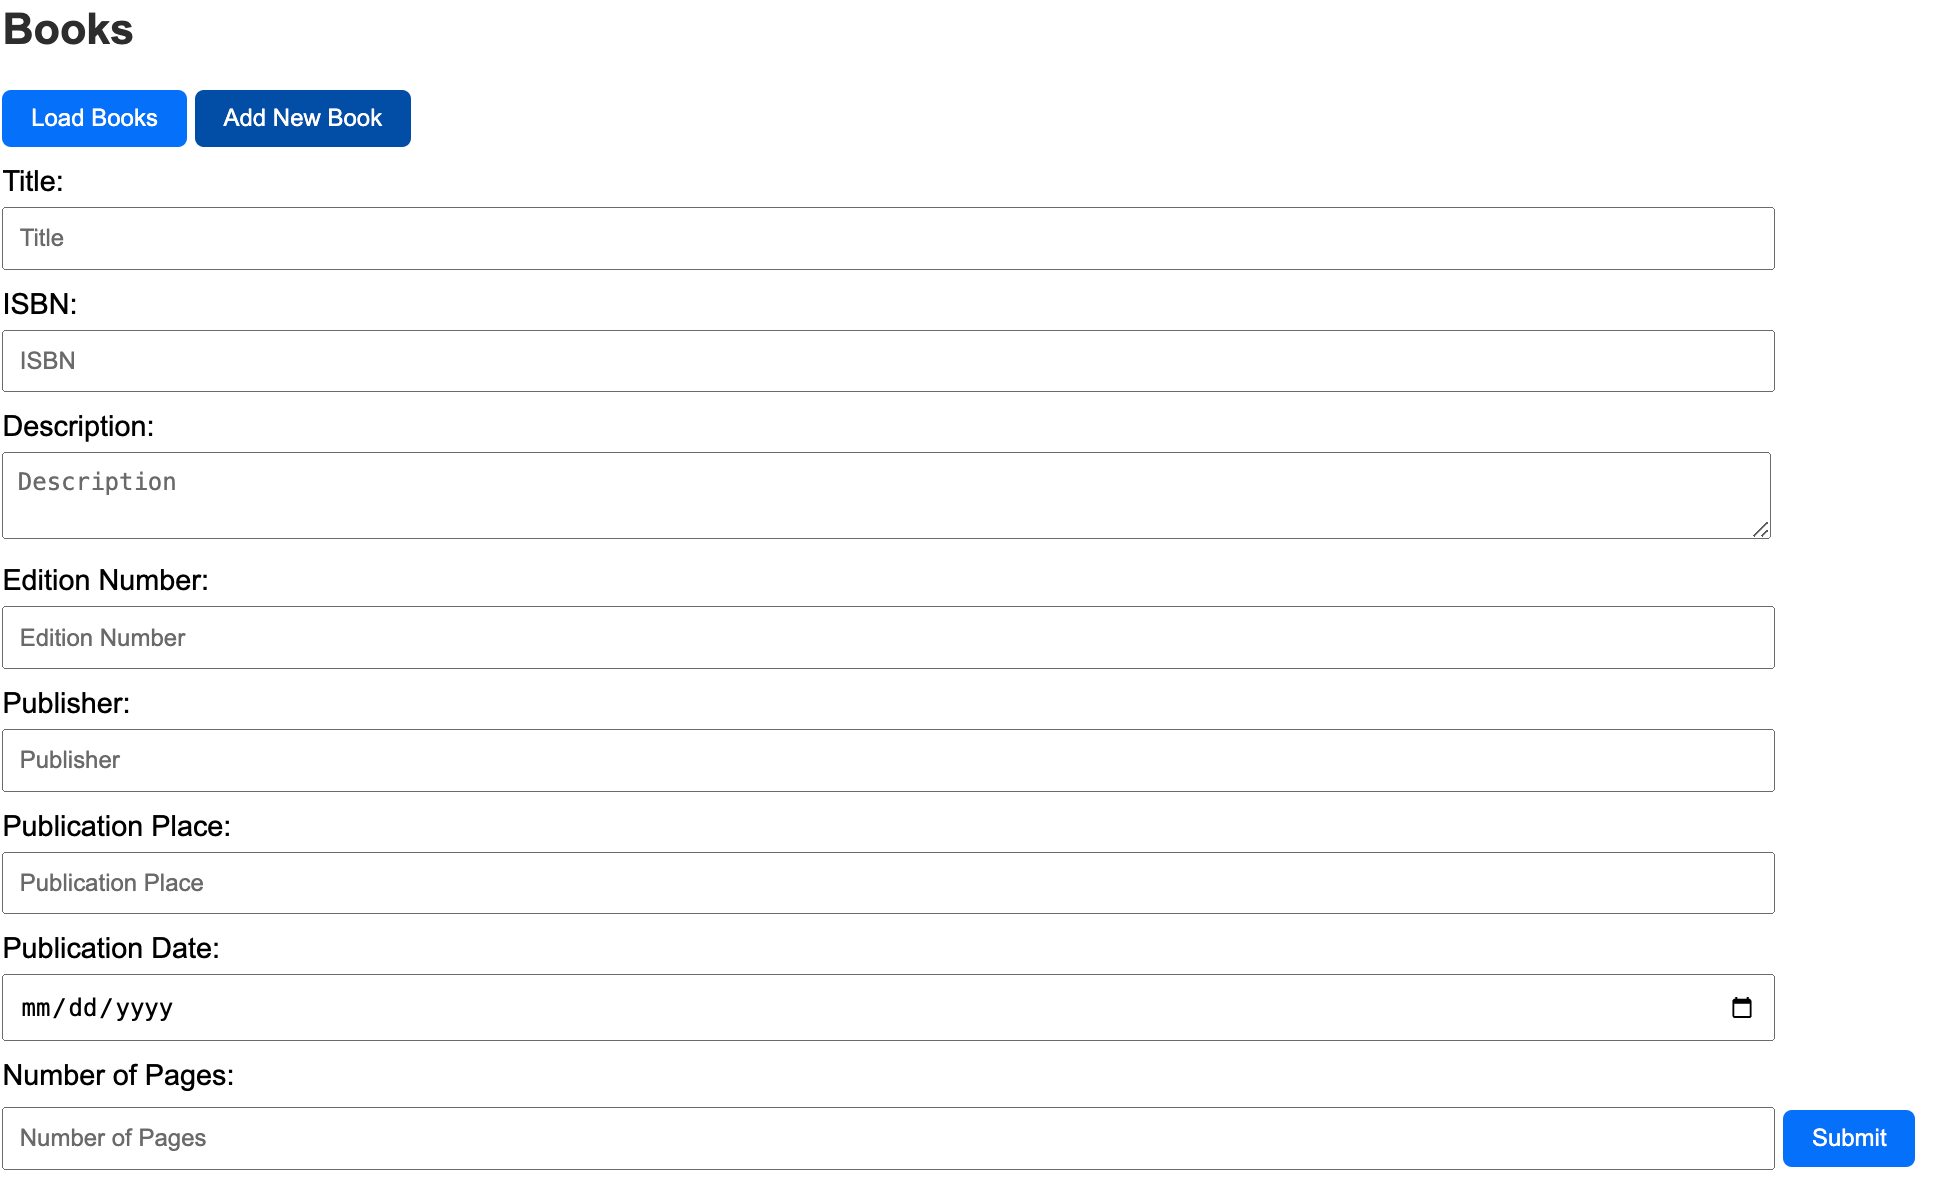 Books
Load Books Add New Book
Title:
Title
ISBN:
ISBN
Description:
Description
Edition Number:
Edition Number
Publisher:
Publisher
Publication Place:
Publication Place
Publication Date:
mm/dd/yyyy
Number of Pages:
Number of Pages Submit